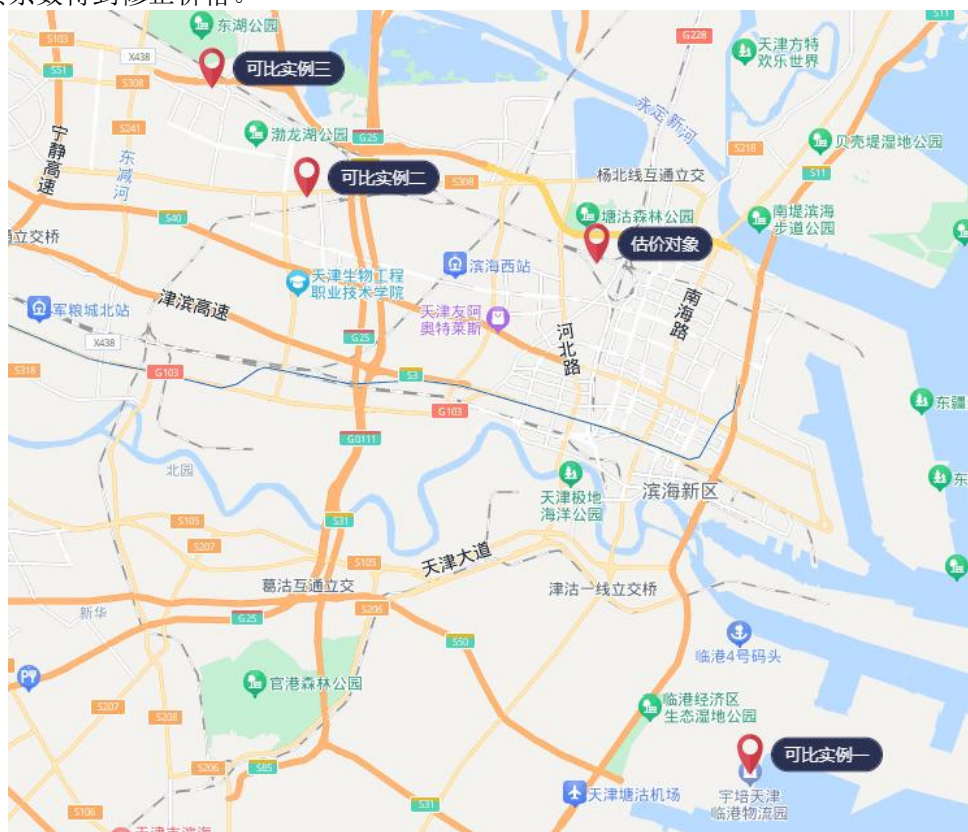 东湖公园
G228
S11
S103
X438
可比实例三
天津方特
欢乐世界
S51
S308
永定新河
宁静高速
S241
渤龙湖公园
G25
贝壳堤湿地公园
S218
东减河
可比实例二
S308
杨北线互通立交
S11
S40
塘沽森林公园
南堤滨海
步道公园
立交桥
估价对象
滨海西站
天津生物工程
职业技术学院
军粮城北站
津滨高速
天津友阿
奥特莱斯
南海路
河北路
X438
G25
S318
G103
S3
G103
东疆
G0111
北园
滨海新区
天津极地
海洋公园
东
S105
S31
S207
S105
天津大道
葛沽互通立交
津沽一线立交桥
新华
S206
G25
S50
临港4号码头
官港森林公园
临港经济区
生态湿地公园
S207
S208
可比实例一
S206
S85
天津塘沽机场
宇培天津
临港物流园
S106
S31
天津市滨海